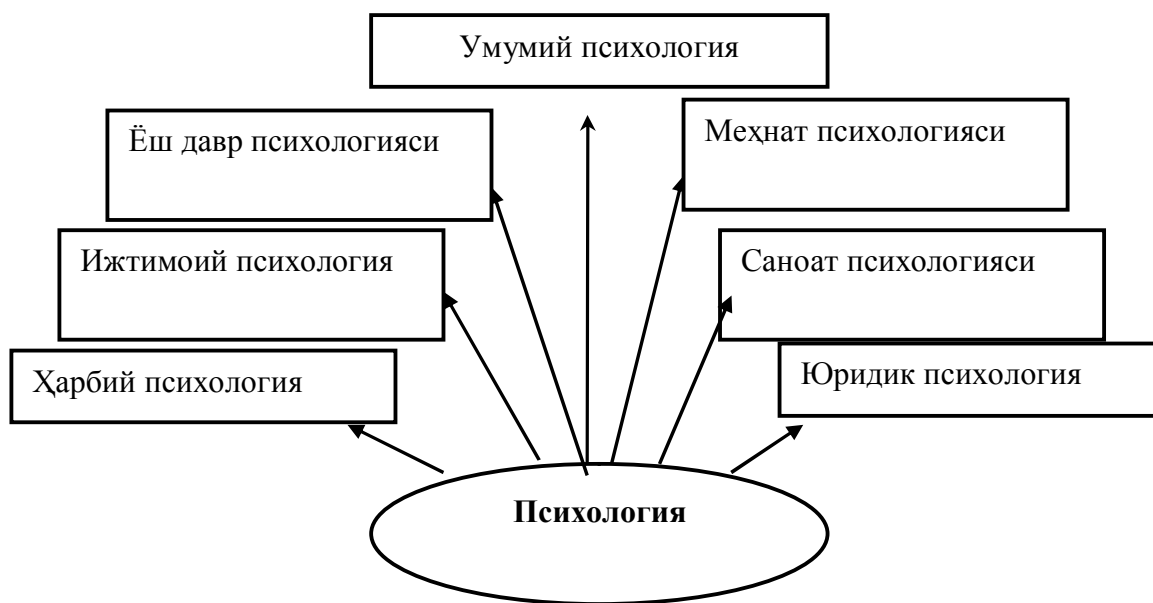 Умумий психология
Ёш давр психологияси
Меҳнат психологияси
Ижтимоий психология
Саноат психологияси
Ҳарбий психология
Юридик психология
Психология